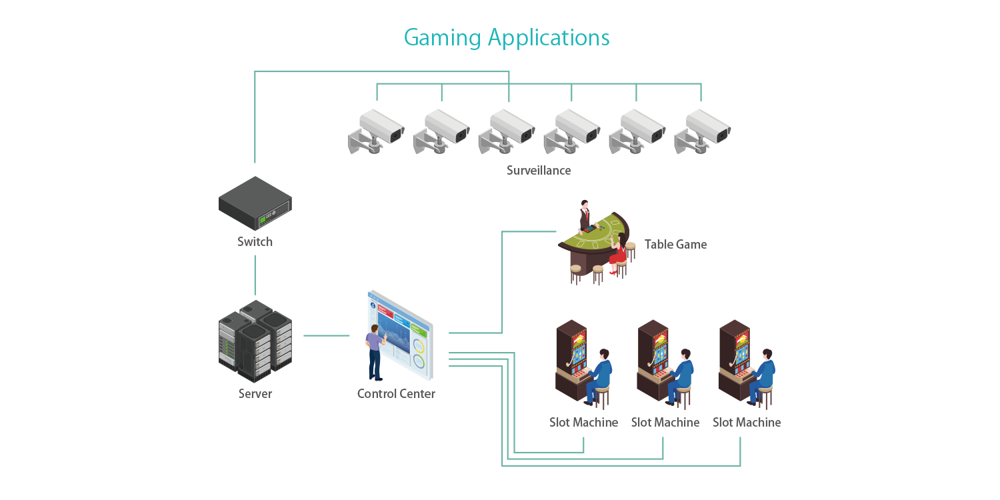 Gaming Applications
Surveillance
Switch
Table Game
Server
Control Center
Slot Machine
Slot Machine
Slot Machine